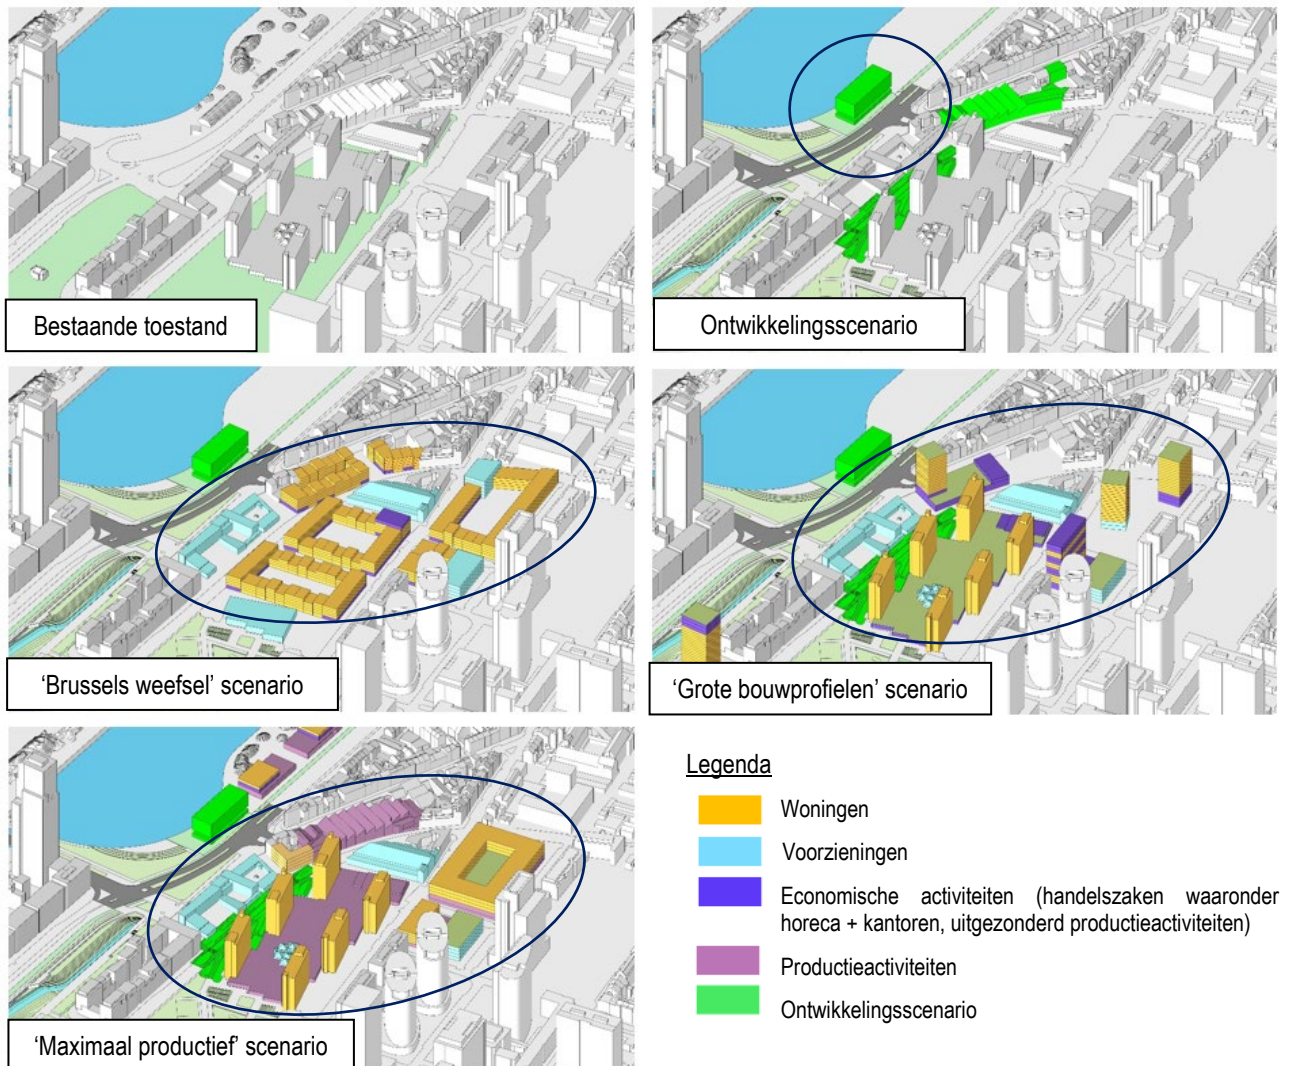 Bestaande toestand
Ontwikkelingsscenario
‘Brussels weefsel’ scenario
‘Grote bouwprofielen’ scenario
‘Maximaal productief’ scenario
Legenda
Woningen
Voorzieningen
Economische activiteiten (handelszaken waaronder
horeca + kantoren, uitgezonderd productieactiviteiten)
Productieactiviteiten
Ontwikkelingsscenario